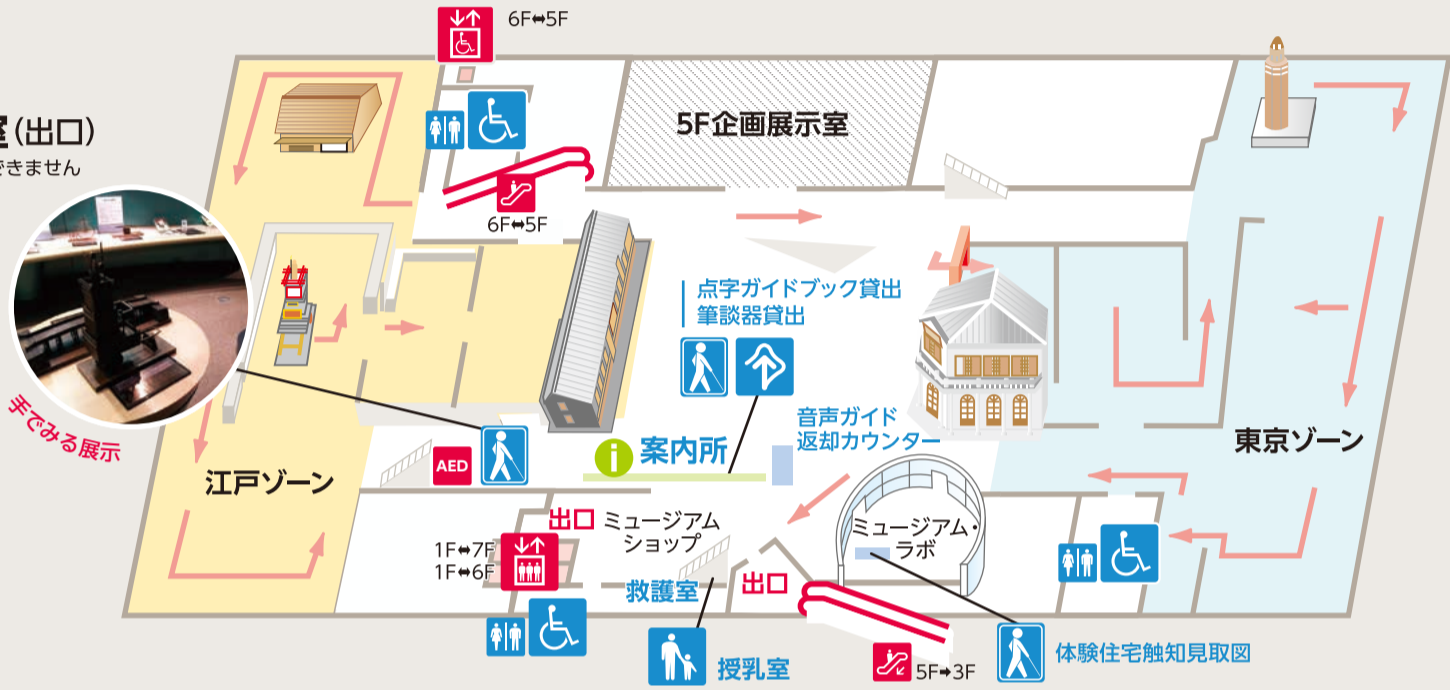 6F⬌5F
室(出口)
できません
5F企画展示室
6F⬌5F
点字ガイドブック貸出
筆談器貸出
音声ガイド
返却カウンター
手でみる展示
江戸ゾーン
AED
i 案内所
東京ゾーン
出口
ミュージアム
ショップ
1F⬌7F
1F⬌6F
救護室
出口
ミュージアム・
ラボ
授乳室
5F➡3F
体験住宅触知見取図